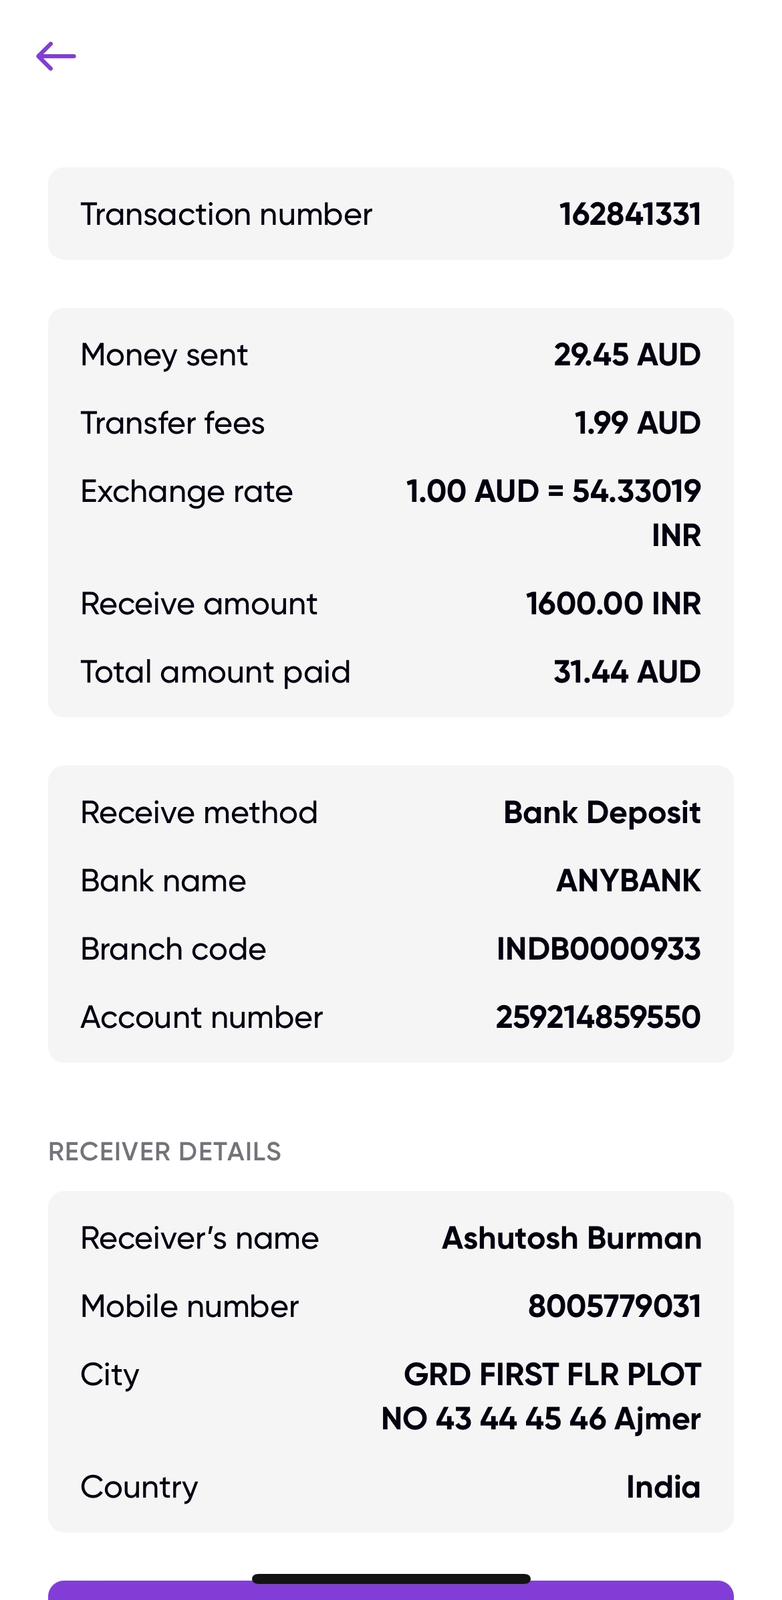 Transaction number 162841331
Money sent 29.45 AUD
Transfer fees 1.99 AUD
Exchange rate 1.00 AUD = 54.33019
INR
Receive amount 1600.00 INR
Total amount paid 31.44 AUD
Receive method Bank Deposit
Bank name ANYBANK
Branch code INDB0000933
Account number 259214859550
RECEIVER DETAILS
Receiver’s name Ashutosh Burman
Mobile number 8005779031
City GRD FIRST FLR PLOT
NO 43 44 45 46 Ajmer
Country India